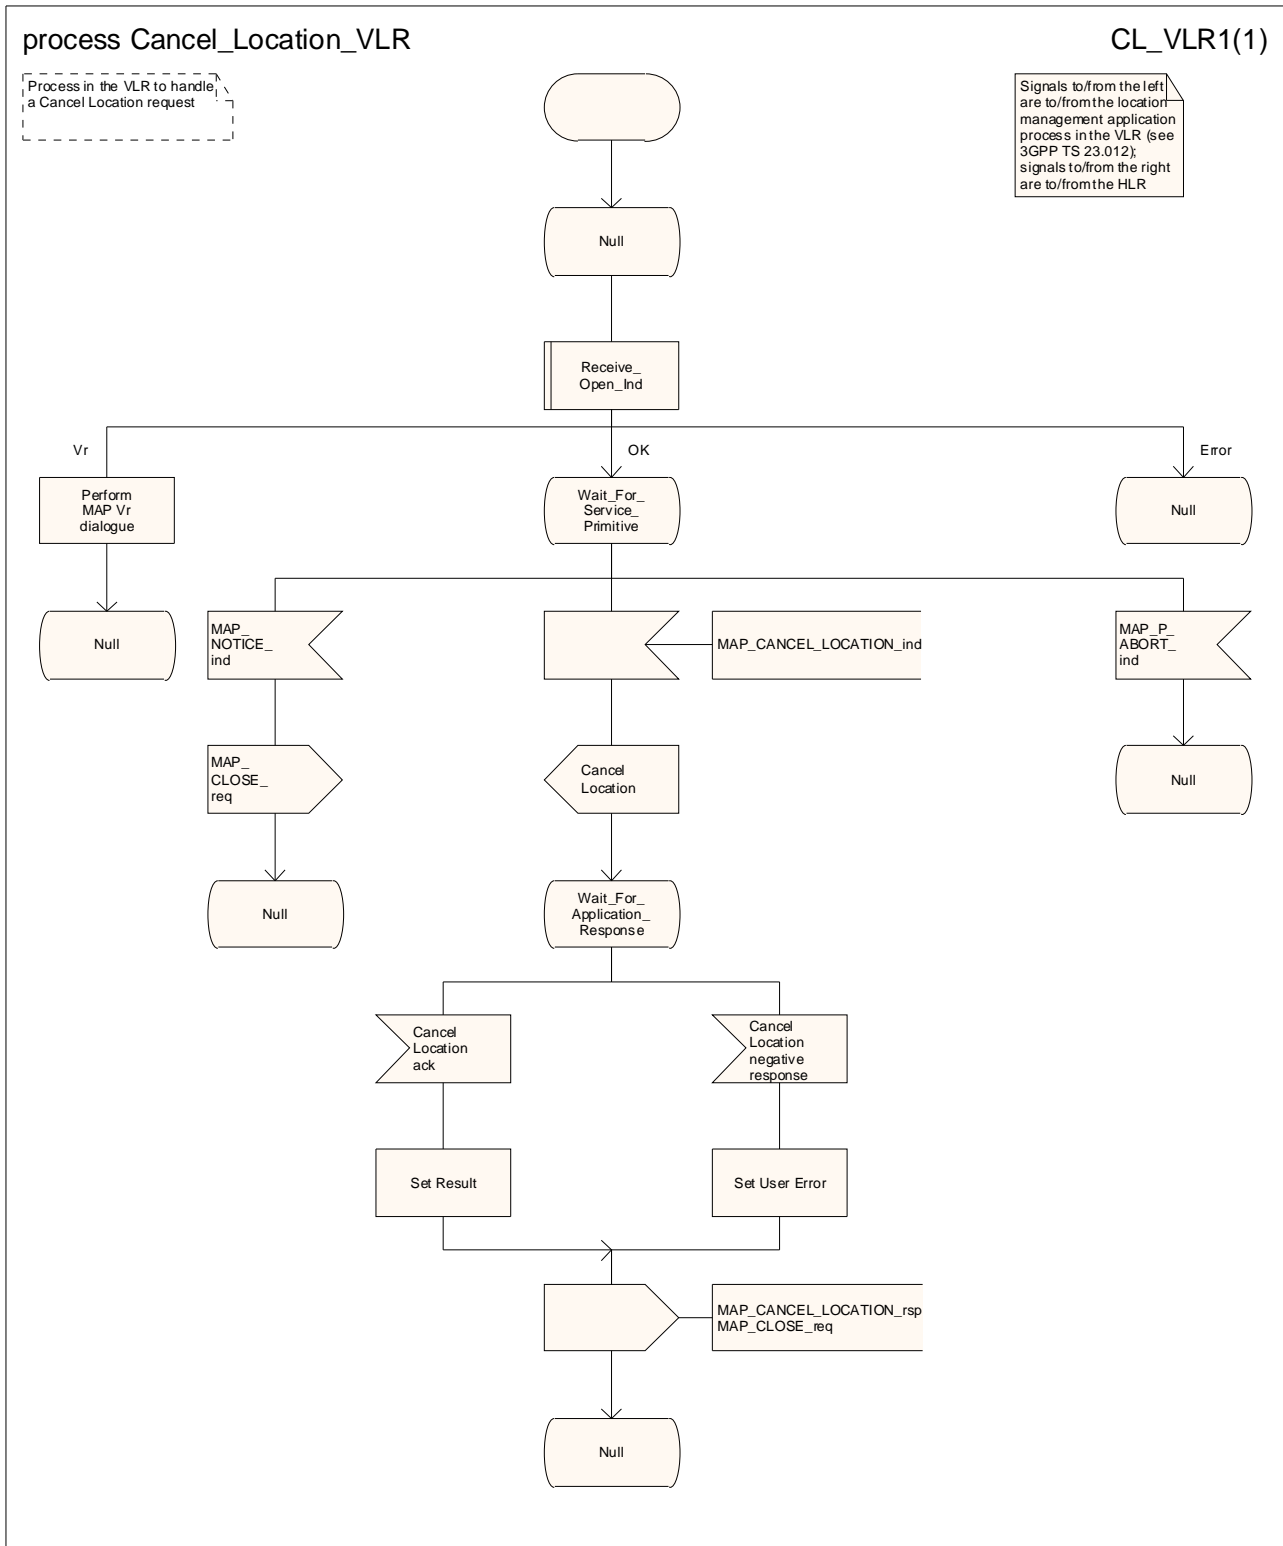 process Cancel_Location_VLR
CL_VLR1(1)
Process in the VLR to handle
a Cancel Location request
Signals to/from the left
are to/from the location
management application
process in the VLR (see
3GPP TS 23.012);
signals to/from the right
are to/from the HLR
Null
Receive_
Open_Ind
Vr
OK
Error
Perform
MAP Vr
dialogue
Wait_For_
Service_
Primitive
Null
Null
MAP_
NOTICE_
ind
MAP_CANCEL_LOCATION_ind
MAP_P_
ABORT_
ind
MAP_
CLOSE_
req
Cancel
Location
Null
Null
Wait_For_
Application_
Response
Cancel
Location
ack
Cancel
Location
negative
response
Set Result
Set User Error
MAP_CANCEL_LOCATION_rsp
MAP_CLOSE_req
Null